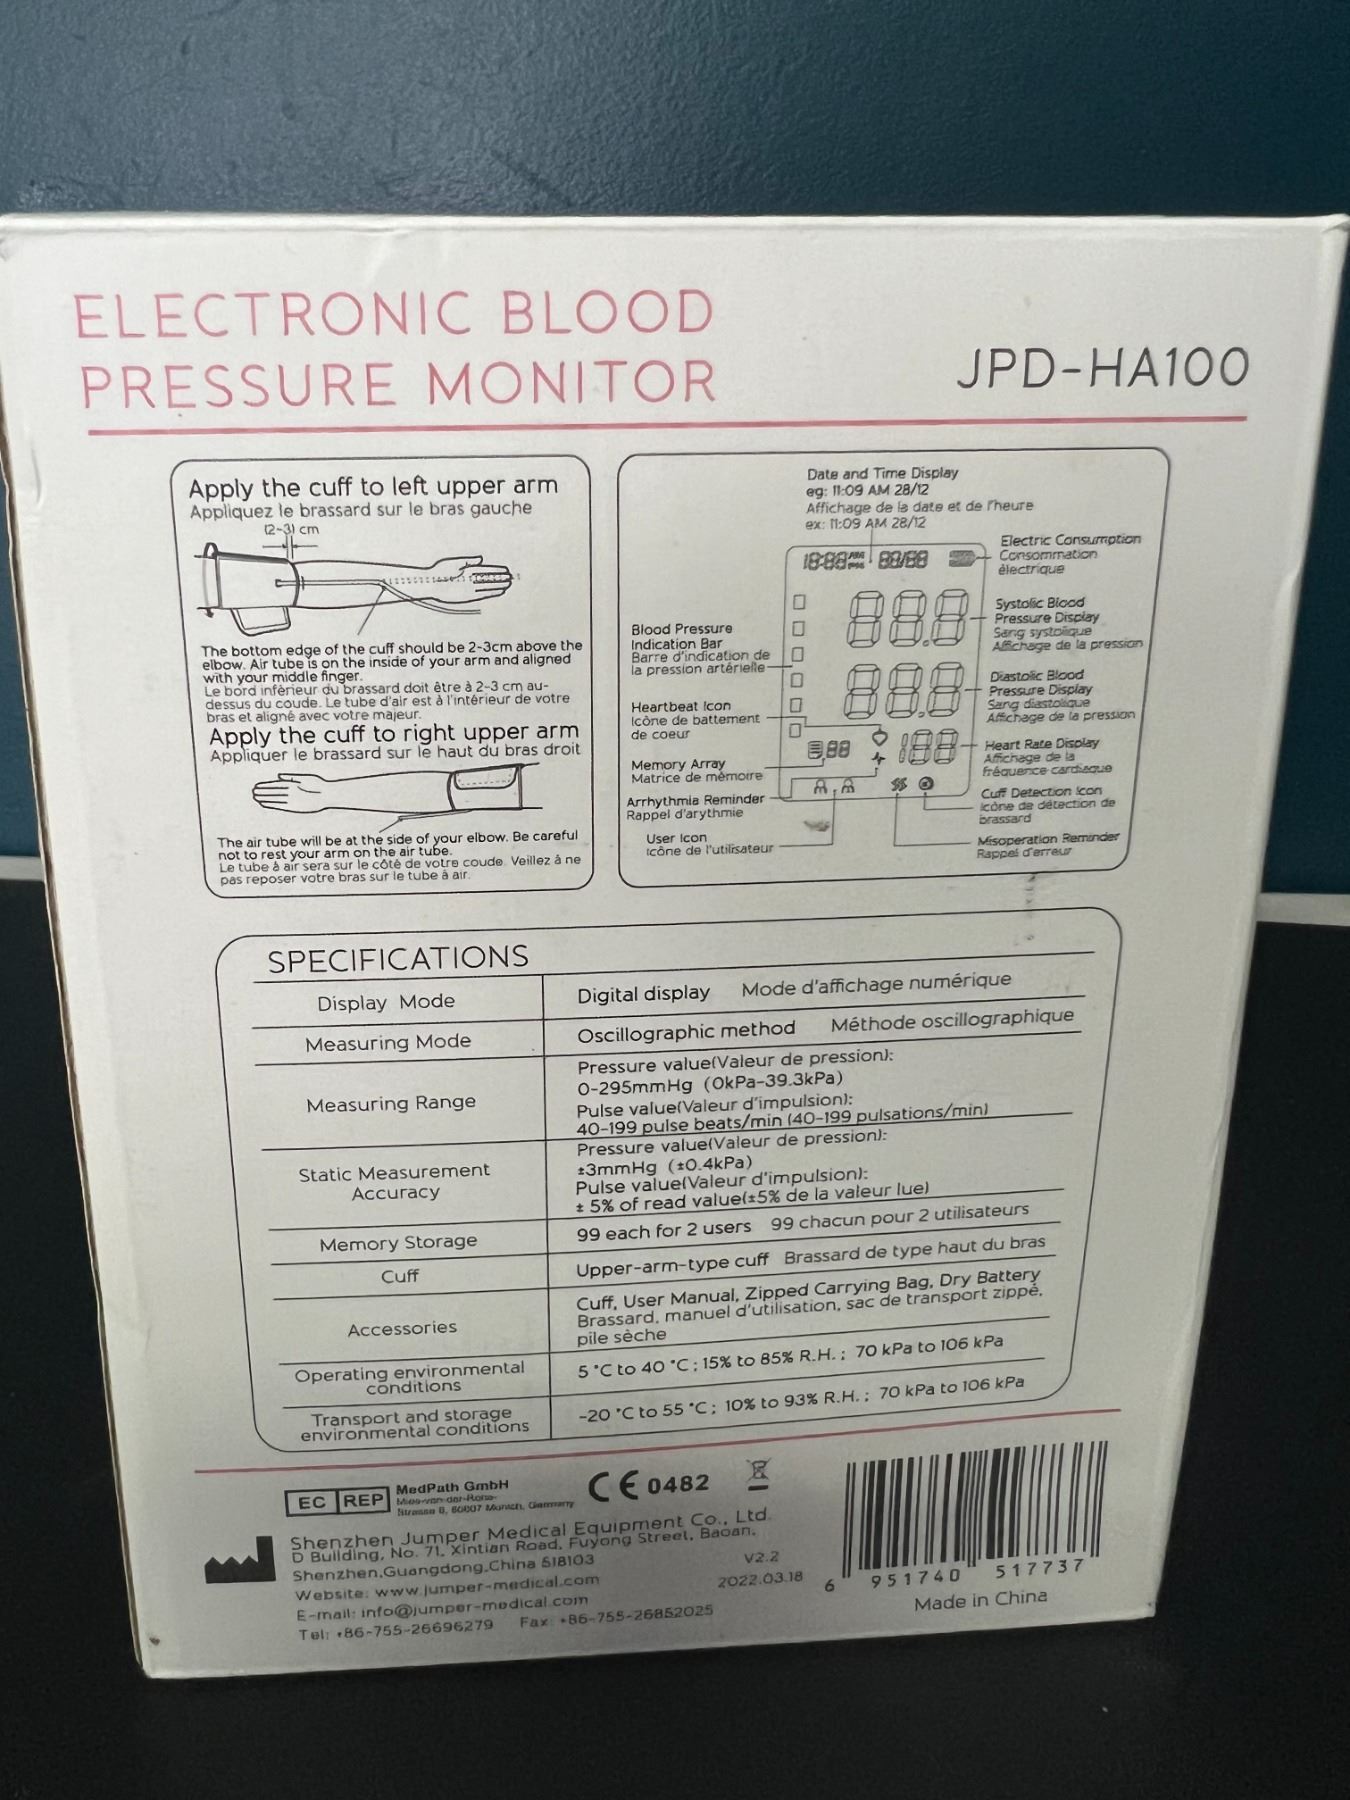 ELECTRONIC BLOOD
PRESSURE MONITOR
JPD-HA100
Apply the cuff to left upper arm
Appliquez le brassard sur le bras gauche
(2-3) cm
The bottom edge of the cuff should be 2-3cm above the
elbow. Air tube is on the inside of your arm and aligned
with your middle finger.
Le bord infèrieur du brassard doit être à 2-3 cm au-
dessus du coude. Le tube d'air est à l'intérieur de votre
bras et aligné avec votre majeur.
Apply the cuff to right upper arm
Appliquer le brassard sur le haut du bras droit
The air tube will be at the side of your elbow. Be careful
not to rest your arm on the air tube.
Le tube à air sera sur le côté de votre coude. Veillez à ne
pas reposer votre bras sur le tube à air.
Date and Time Display
eg: 11:09 AM 28/12
Affichage de la date et de l'heure
ex: 11:09 AM 28/12
Electric Consumption
Consommation
électrique
18:88 88/88
Systolic Blood
Pressure Display
Sang systolique
Affichage de la pression
888
Blood Pressure
Indication Bar
Barre d'indication de
la pression artérielle
Diastolic Blood
Pressure Display
Sang diastolique
Affichage de la pression
88.8
Heartbeat Icon
Icône de battement
de coeur
Heart Rate Display
Affichage de la
fréquence cardiaque
88
188
Memory Array
Matrice de mémoire
Arrhythmia Reminder
Rappel d'arythmie
Cuff Detection Icon
Icône de détection de
brassard
User Icon
Icône de l'utilisateur
Misoperation Reminder
Rappel d'erreur
SPECIFICATIONS
Display Mode
Digital display Mode d'affichage numérique
Measuring Mode
Oscillographic method Méthode oscillographique
Measuring Range
Pressure value(Valeur de pression):
0-295mmHg (0kPa-39.3kPa)
Pulse value(Valeur d'impulsion):
40-199 pulse beats/min (40-199 pulsations/min)
Static Measurement
Accuracy
Pressure value(Valeur de pression):
±3mmHg (±0.4kPa)
Pulse value(Valeur d'impulsion):
± 5% of read value(±5% de la valeur lue)
Memory Storage
99 each for 2 users 99 chacun pour 2 utilisateurs
Cuff
Upper-arm-type cuff Brassard de type haut du bras
Accessories
Cuff, User Manual, Zipped Carrying Bag, Dry Battery
Brassard, manuel d'utilisation, sac de transport zippé,
pile sèche
Operating environmental
conditions
5 °C to 40 °C ; 15% to 85% R.H. ; 70 kPa to 106 kPa
Transport and storage
environmental conditions
-20 °C to 55 °C ; 10% to 93% R.H. ; 70 kPa to 106 kPa
EC REP
MedPath GmbH
Mies-van-der-Rohe-
Strasse 8, 80807 Munich, Germany
CE 0482
Shenzhen Jumper Medical Equipment Co., Ltd.
D Building, No. 71, Xintian Road, Fuyong Street, Baoan,
Shenzhen,Guangdong,China 518103
Website: www.jumper-medical.com
E-mail: info@jumper-medical.com
Tel: +86-755-26696279 Fax: +86-755-26852025
V2.2
2022.03.18
6 951740 517737
Made in China